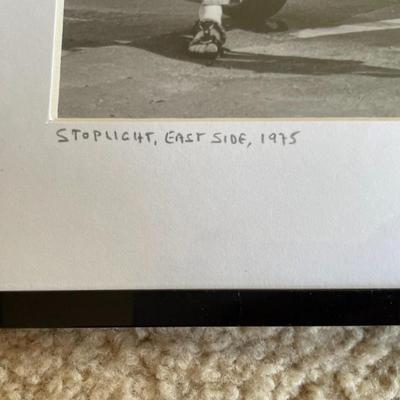 STOPLIGHT, EAST SIDE, 1975